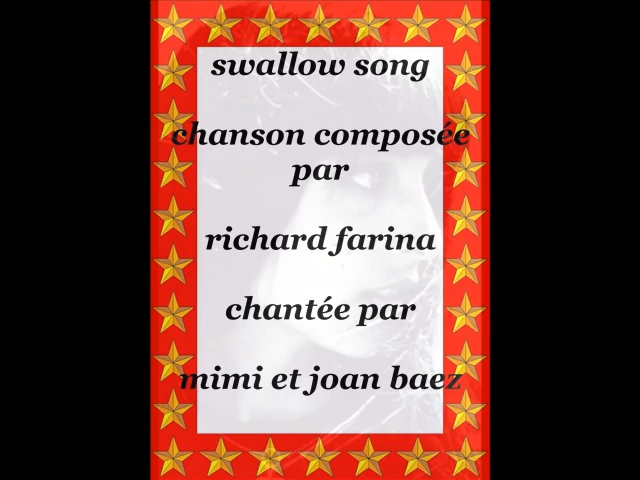 swallow song
chanson composée
par
richard farina
chantée par
mimi et joan baez